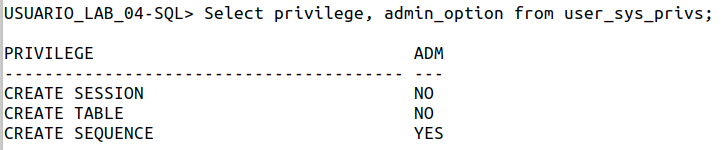 USUARIO_LAB_04-SQL> Select privilege, admin_option from user_sys_privs;
PRIVILEGE ADM
---------------------------------------- ---
CREATE SESSION NO
CREATE TABLE NO
CREATE SEQUENCE YES